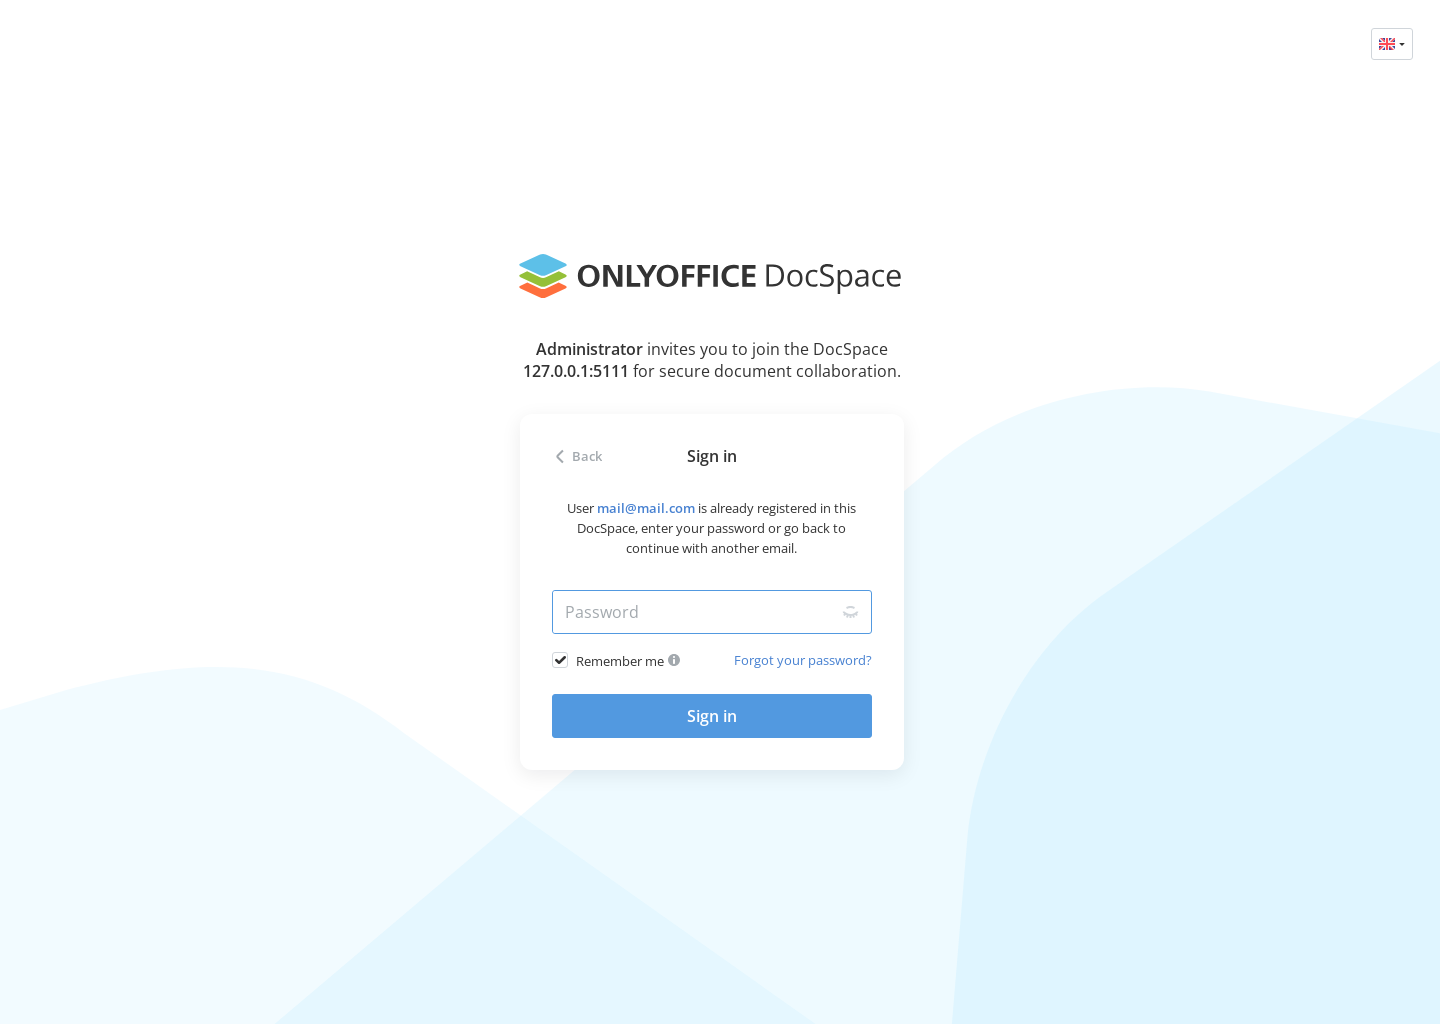 ONLYOFFICE DocSpace
Administrator invites you to join the DocSpace
127.0.0.1:5111 for secure document collaboration.
Back
Sign in
User mail@mail.com is already registered in this
DocSpace, enter your password or go back to
continue with another email.
Password
Remember me
Forgot your password?
Sign in